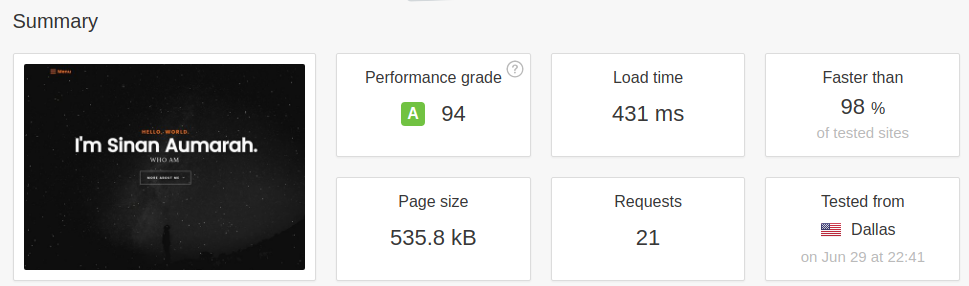 Summary
Menu
HELLO, WORLD.
I'm Sinan Aumarah.
WHO AM
MORE ABOUT ME
Performance grade ?
A 94
Load time
431 ms
Faster than
98 %
of tested sites
Page size
535.8 kB
Requests
21
Tested from
Dallas
on Jun 29 at 22:41